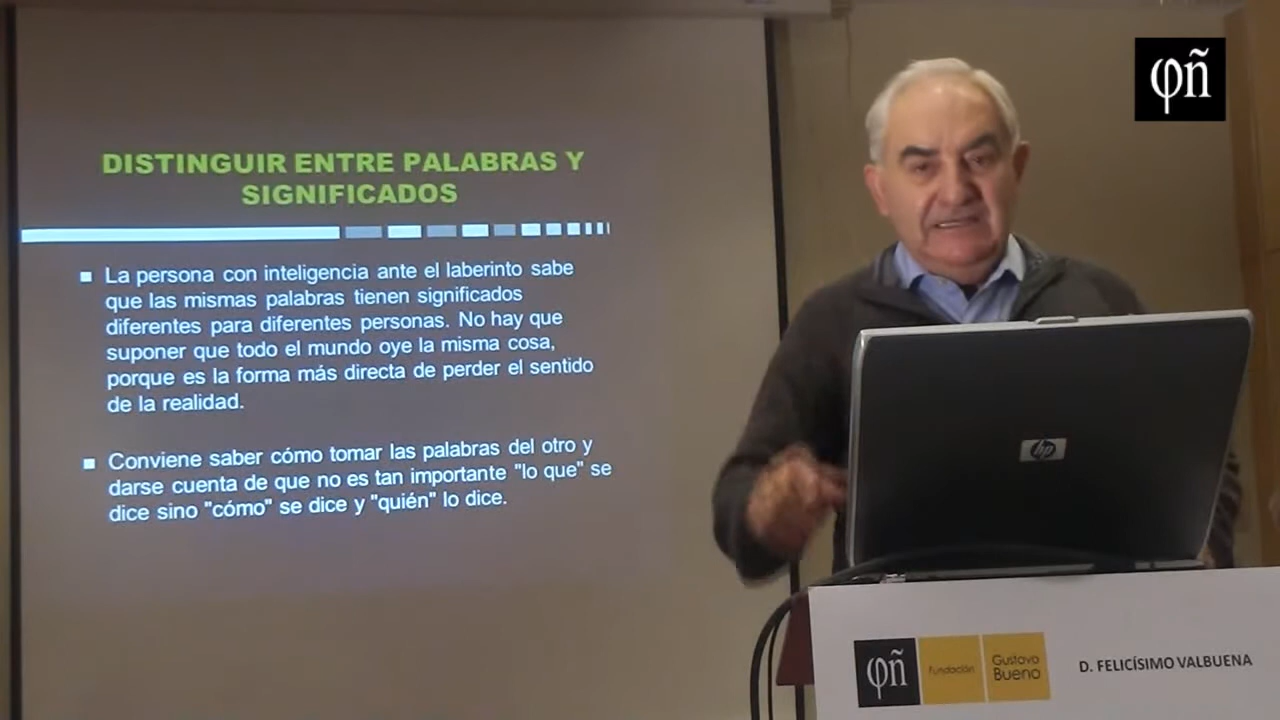 φñ
DISTINGUIR ENTRE PALABRAS Y
SIGNIFICADOS
La persona con inteligencia ante el laberinto sabe
que las mismas palabras tienen significados
diferentes para diferentes personas. No hay que
suponer que todo el mundo oye la misma cosa,
porque es la forma más directa de perder el sentido
de la realidad.
Conviene saber cómo tomar las palabras del otro y
darse cuenta de que no es tan importante "lo que" se
dice sino "cómo" se dice y "quién" lo dice.
hp
φñ
Fundación
Gustavo
Bueno
D. FELICÍSIMO VALBUENA